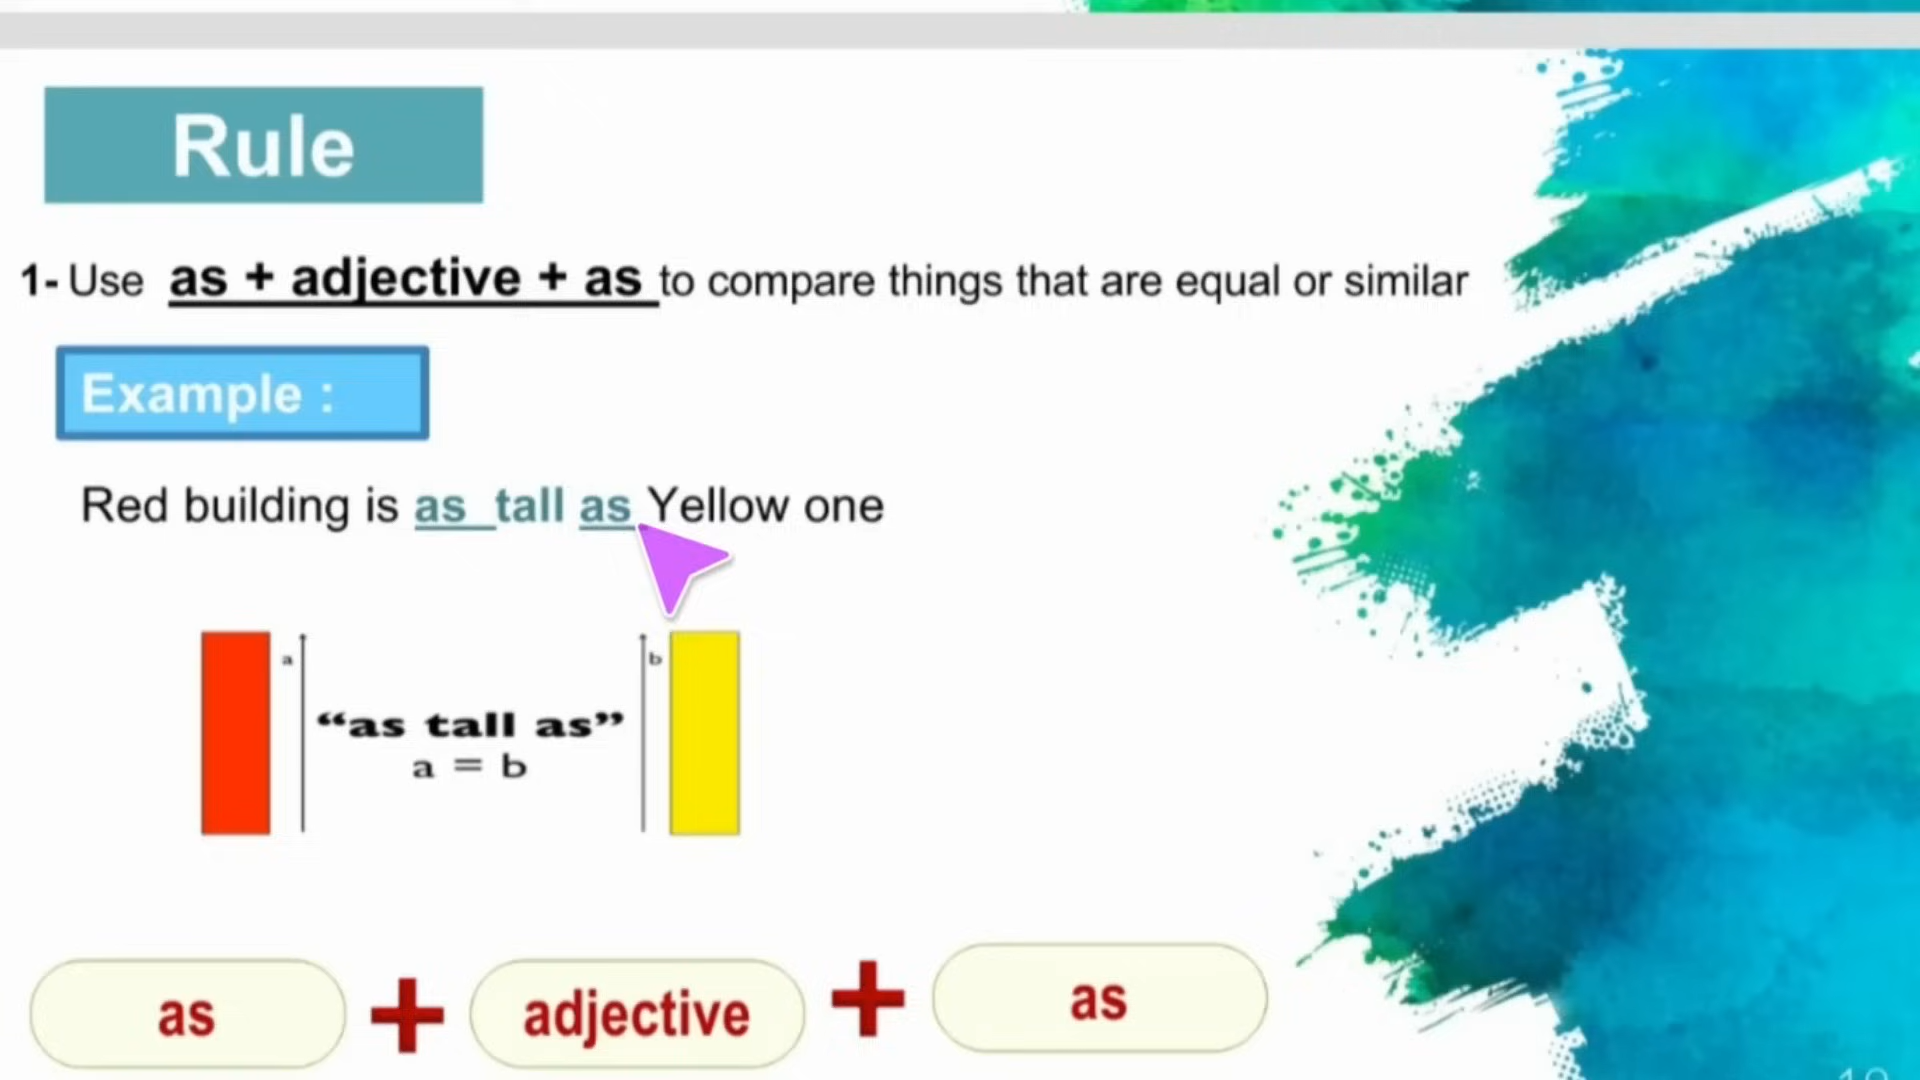 Rule
1- Use as + adjective + as to compare things that are equal or similar
Example :
Red building is as tall as Yellow one
a
b
“as tall as”
a = b
as + adjective + as